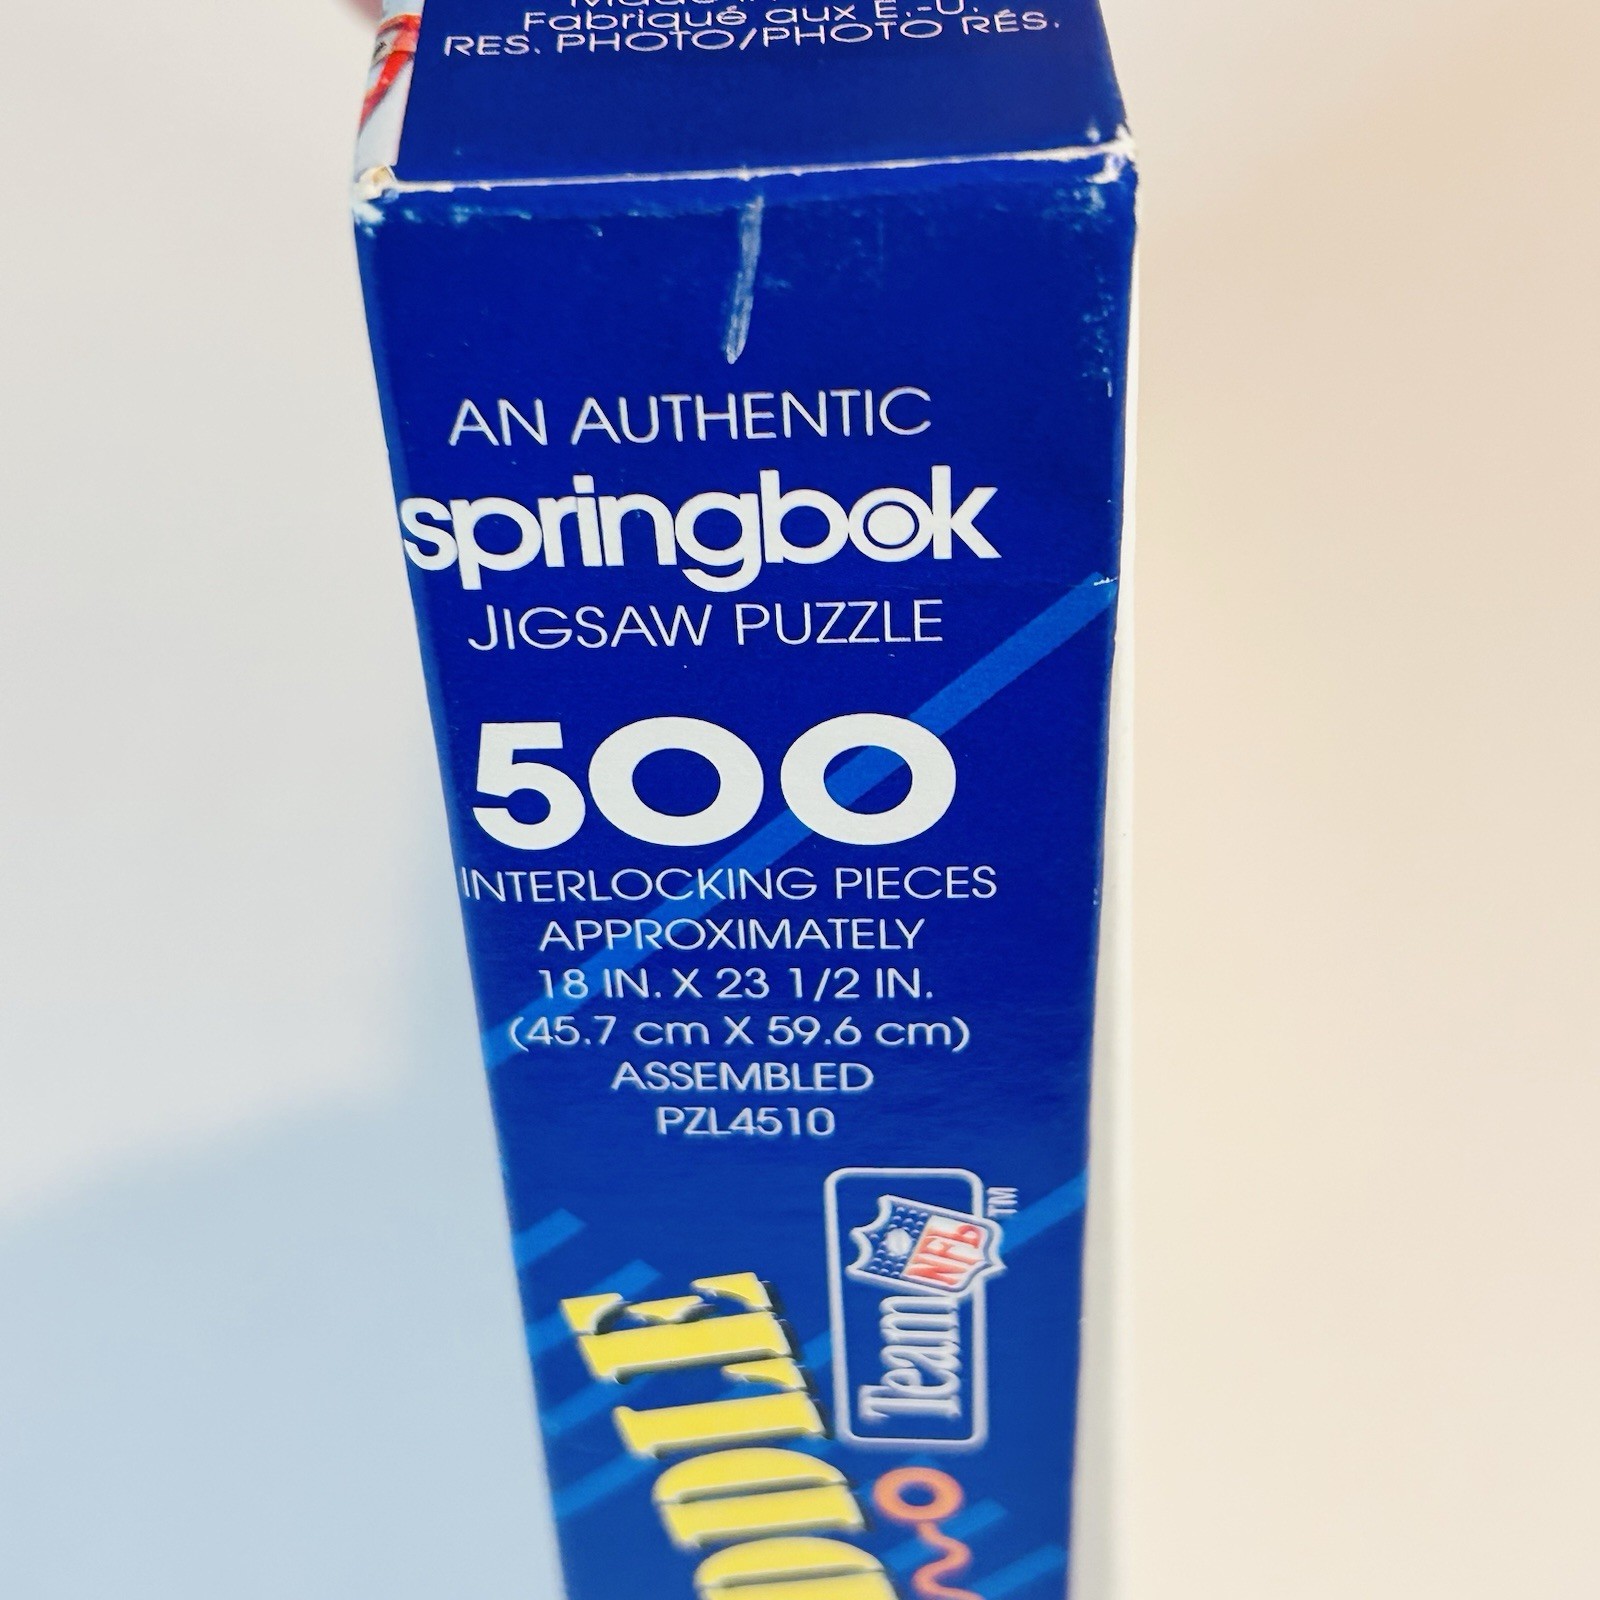 Fabriqué aux É.-U.
RES. PHOTO/PHOTO RÉS.
AN AUTHENTIC
springbok
JIGSAW PUZZLE
500
INTERLOCKING PIECES
APPROXIMATELY
18 IN. X 23 1/2 IN.
(45.7 cm X 59.6 cm)
ASSEMBLED
PZL4510
Team NFL™